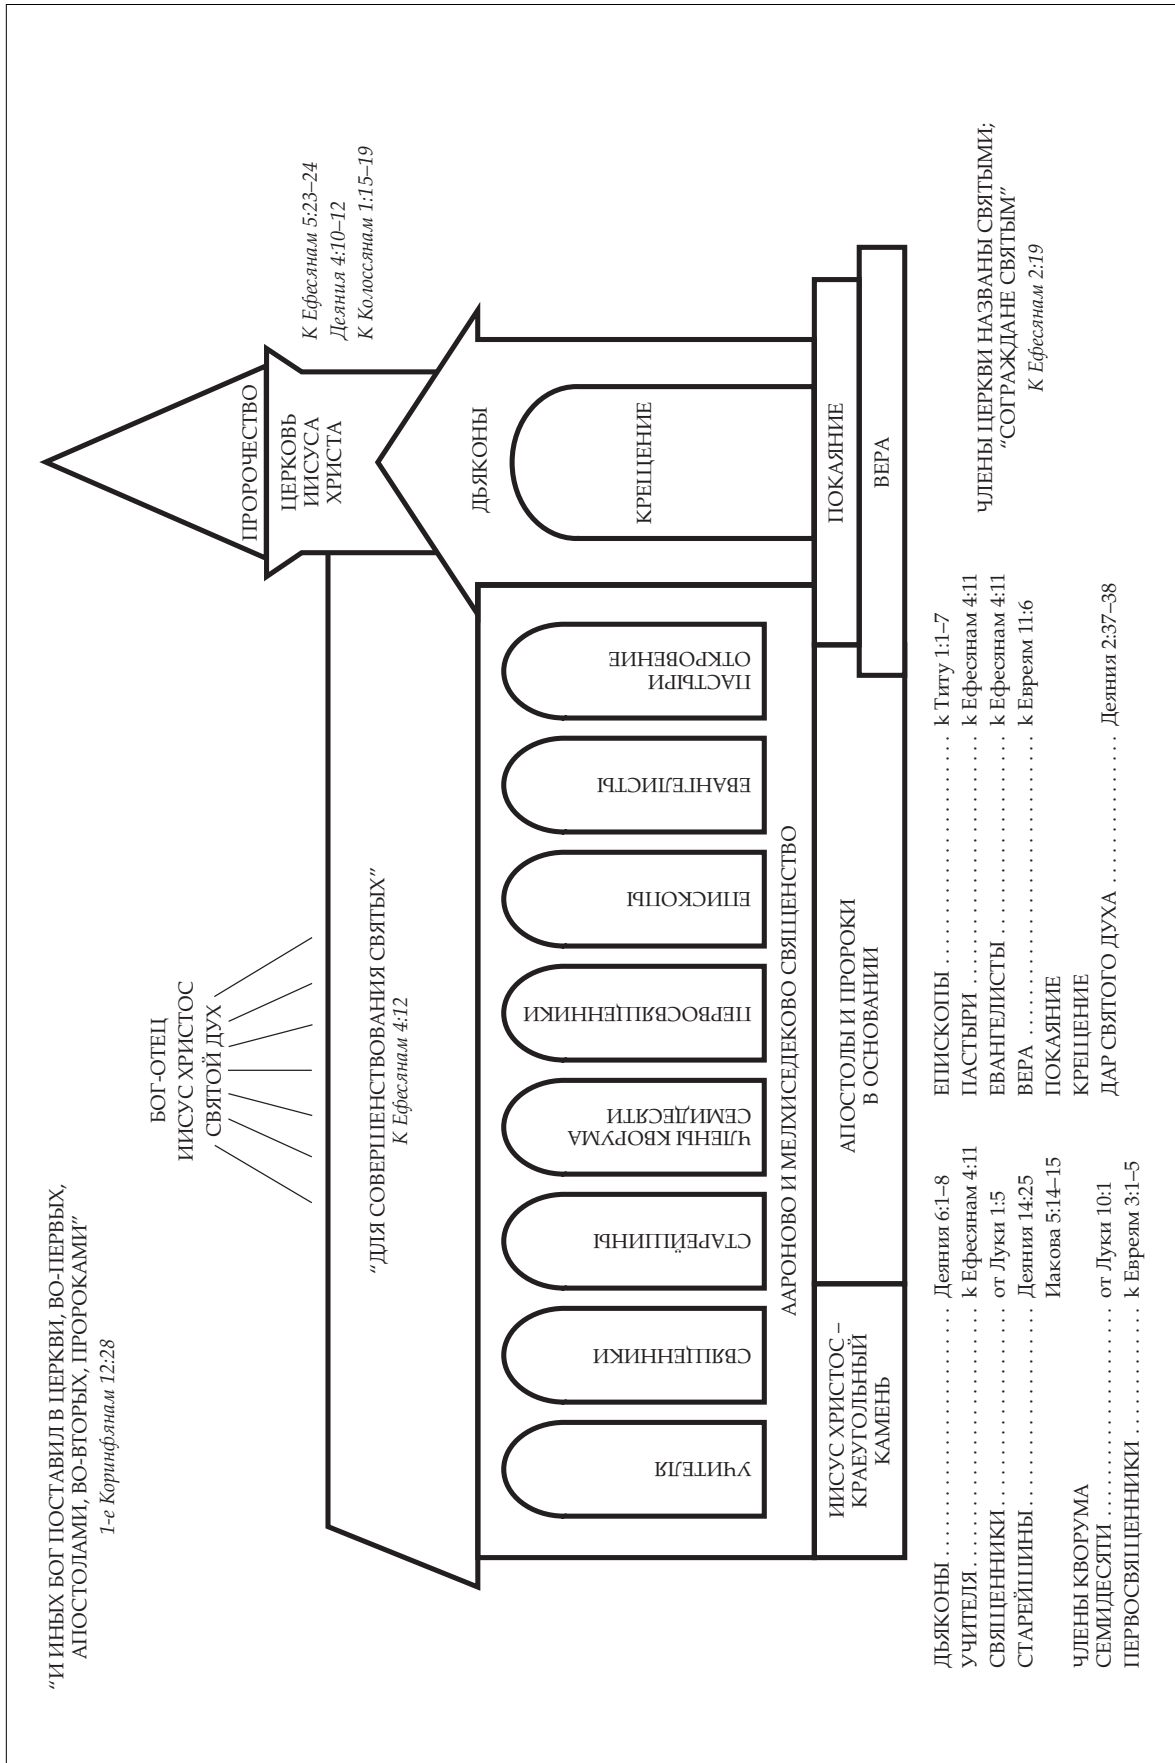 “И ИНЫХ БОГ ПОСТАВИЛ В ЦЕРКВИ, ВО-ПЕРВЫХ,
АПОСТОЛАМИ, ВО-ВТОРЫХ, ПРОРОКАМИ”
1-е Коринфянам 12:28
БОГ-ОТЕЦ
ИИСУС ХРИСТОС
СВЯТОЙ ДУХ
К Ефесянам 5:23–24
Деяния 4:10–12
К Колоссянам 1:15–19
ПРОРОЧЕСТВО
ЦЕРКОВЬ
ИИСУСА
ХРИСТА
“ДЛЯ СОВЕРШЕНСТВОВАНИЯ СВЯТЫХ”
К Ефесянам 4:12
ДЬЯКОНЫ
КРЕЩЕНИЕ
УЧИТЕЛЯ
СВЯЩЕННИКИ
СТАРЕЙШИНЫ
ЧЛЕНЫ КВОРУМА
СЕМИДЕСЯТИ
ПЕРВОСВЯЩЕННИКИ
ЕПИСКОПЫ
ЕВАНГЕЛИСТЫ
ПАСТЫРИ
ОТКРОВЕНИЕ
ААРОНОВО И МЕЛХИСЕДЕКОВО СВЯЩЕНСТВО
ИИСУС ХРИСТОС –
КРАЕУГОЛЬНЫЙ
КАМЕНЬ
АПОСТОЛЫ И ПРОРОКИ
В ОСНОВАНИИ
ПОКАЯНИЕ
ВЕРА
ДЬЯКОНЫ . . . . . . . . . . Деяния 6:1–8
УЧИТЕЛЯ . . . . . . . . . . к Ефесянам 4:11
СВЯЩЕННИКИ . . . . . . . . . . от Луки 1:5
СТАРЕЙШИНЫ . . . . . . . . . . Деяния 14:25
Иакова 5:14–15
ЧЛЕНЫ КВОРУМА
СЕМИДЕСЯТИ . . . . . . . . . . от Луки 10:1
ПЕРВОСВЯЩЕННИКИ . . . . . . . . . . к Евреям 3:1–5
ЕПИСКОПЫ . . . . . . . . . . к Титу 1:1–7
ПАСТЫРИ . . . . . . . . . . к Ефесянам 4:11
ЕВАНГЕЛИСТЫ . . . . . . . . . . к Ефесянам 4:11
ВЕРА . . . . . . . . . . к Евреям 11:6
ПОКАЯНИЕ
КРЕЩЕНИЕ
ДАР СВЯТОГО ДУХА . . . . . . . . . . Деяния 2:37–38
ЧЛЕНЫ ЦЕРКВИ НАЗВАНЫ СВЯТЫМИ;
“СОГРАЖДАНЕ СВЯТЫМ”
К Ефесянам 2:19